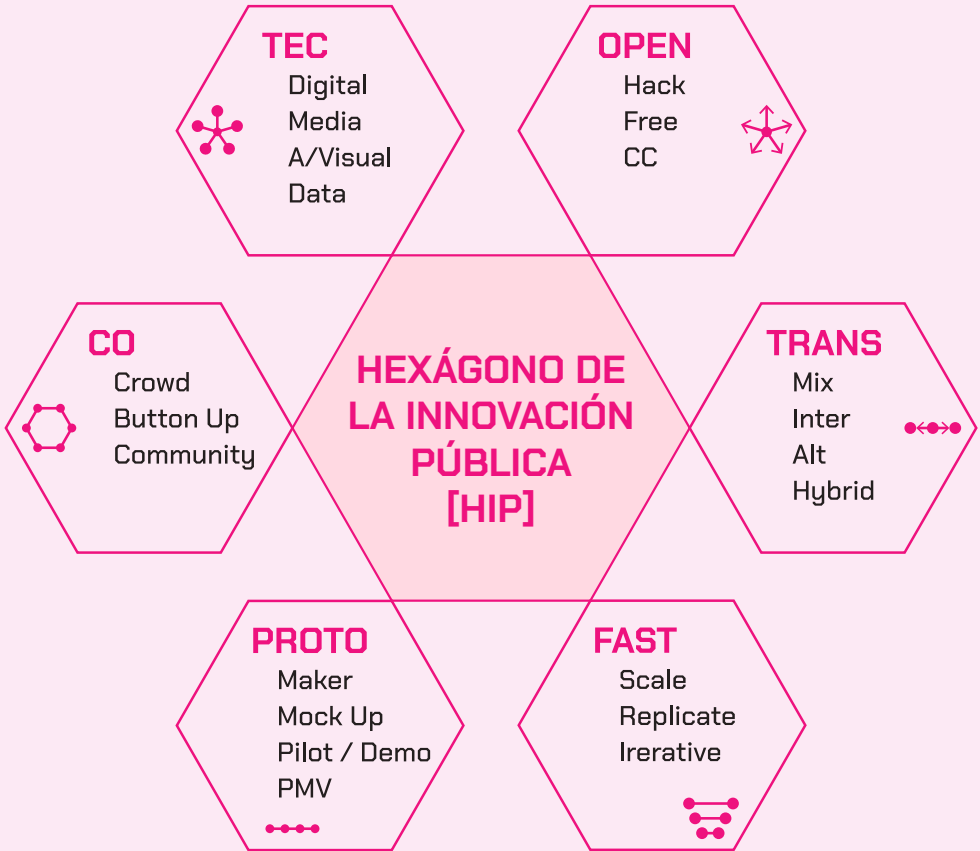 TEC
Digital
Media
A/Visual
Data
OPEN
Hack
Free
CC
CO
Crowd
Button Up
Community
HEXÁGONO DE
LA INNOVACIÓN
PÚBLICA
[HIP]
TRANS
Mix
Inter
Alt
Hybrid
PROTO
Maker
Mock Up
Pilot / Demo
PMV
FAST
Scale
Replicate
Irerative